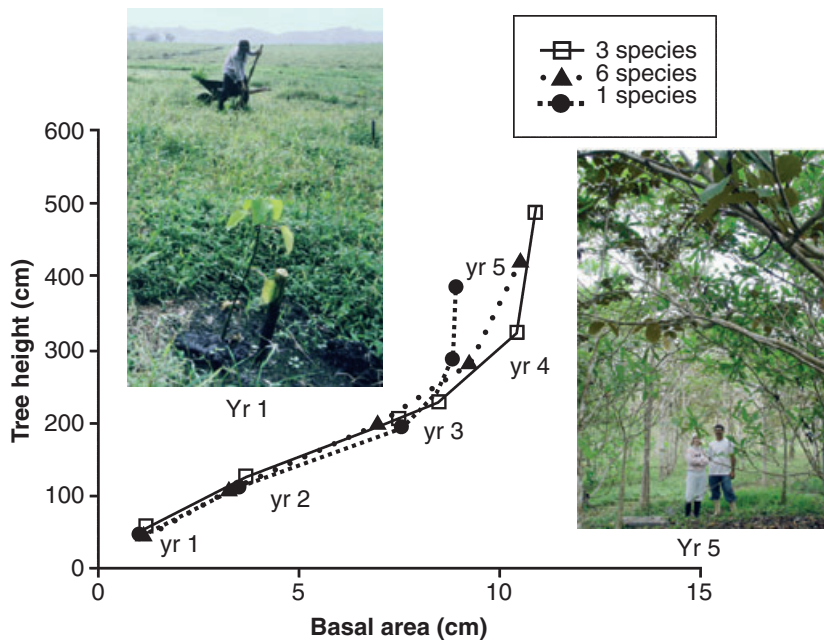 3 species
6 species
1 species
600
500
400
300
200
100
0
Tree height (cm)
Yr 1
yr 5
yr 4
yr 3
yr 2
yr 1
Yr 5
0
5
10
15
Basal area (cm)